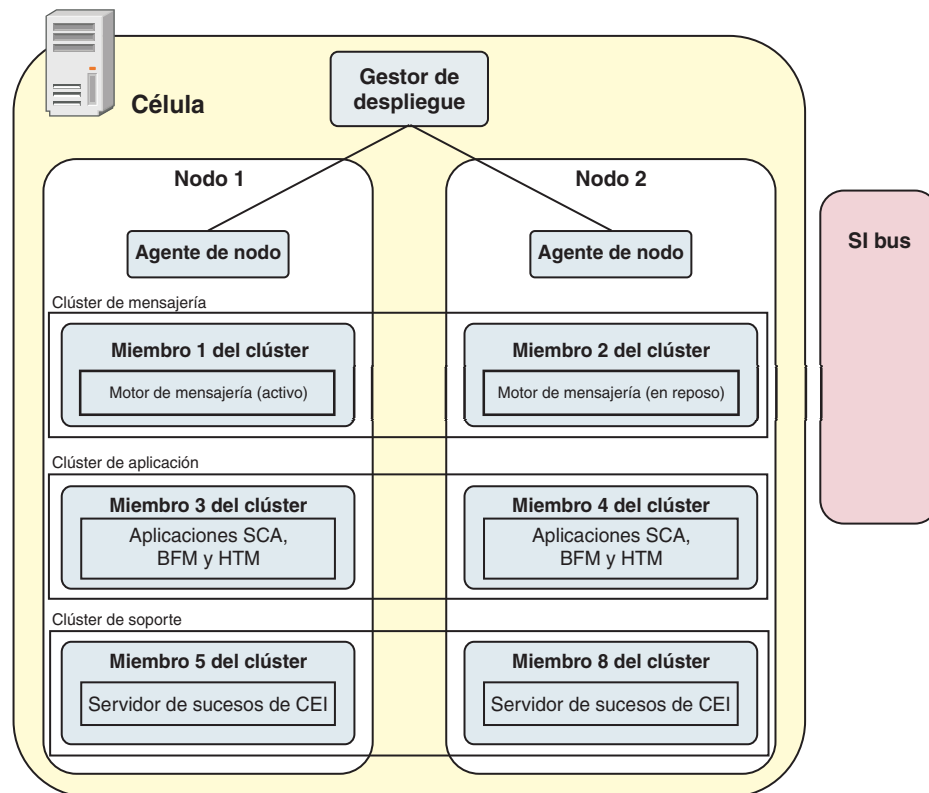 Gestor de
despliegue
Célula
Nodo 1
Nodo 2
SI bus
Agente de nodo
Agente de nodo
Clúster de mensajería
Miembro 1 del clúster
Motor de mensajería (activo)
Miembro 2 del clúster
Motor de mensajería (en reposo)
Clúster de aplicación
Miembro 3 del clúster
Aplicaciones SCA,
BFM y HTM
Miembro 4 del clúster
Aplicaciones SCA,
BFM y HTM
Clúster de soporte
Miembro 5 del clúster
Servidor de sucesos de CEI
Miembro 8 del clúster
Servidor de sucesos de CEI